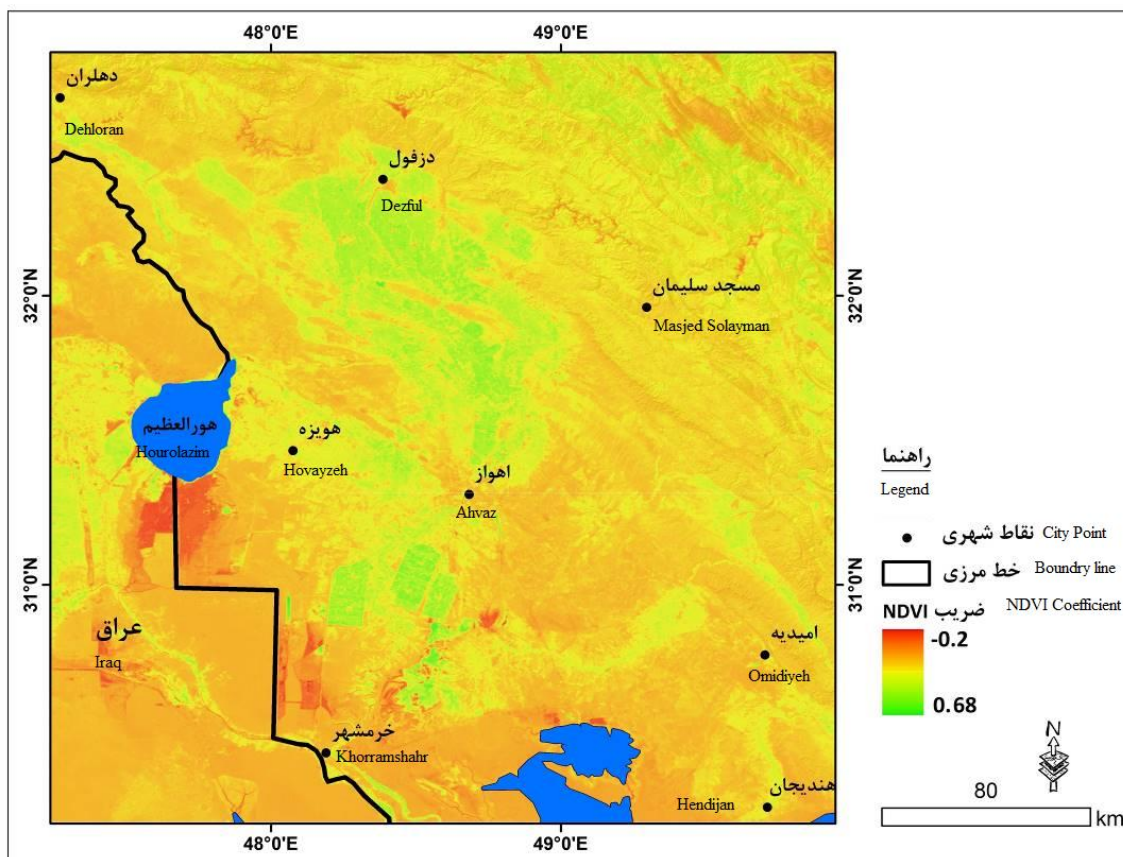 48°0'E
49°0'E
دهلران
Dehloran
دزفول
Dezful
32°0'N
32°0'N
مسجد سلیمان
Masjed Solayman
هورالعظیم
Hourolazim
هویزه
Hovayzeh
اهواز
Ahvaz
31°0'N
31°0'N
عراق
Iraq
امیدیه
Omidiyeh
خرمشهر
Khorramshahr
هندیجان
Hendijan
48°0'E
49°0'E
راهنما
Legend
نقاط شهری City Point
خط مرزی Boundry line
ضریب NDVI NDVI Coefficient
-0.2
0.68
N
80
km